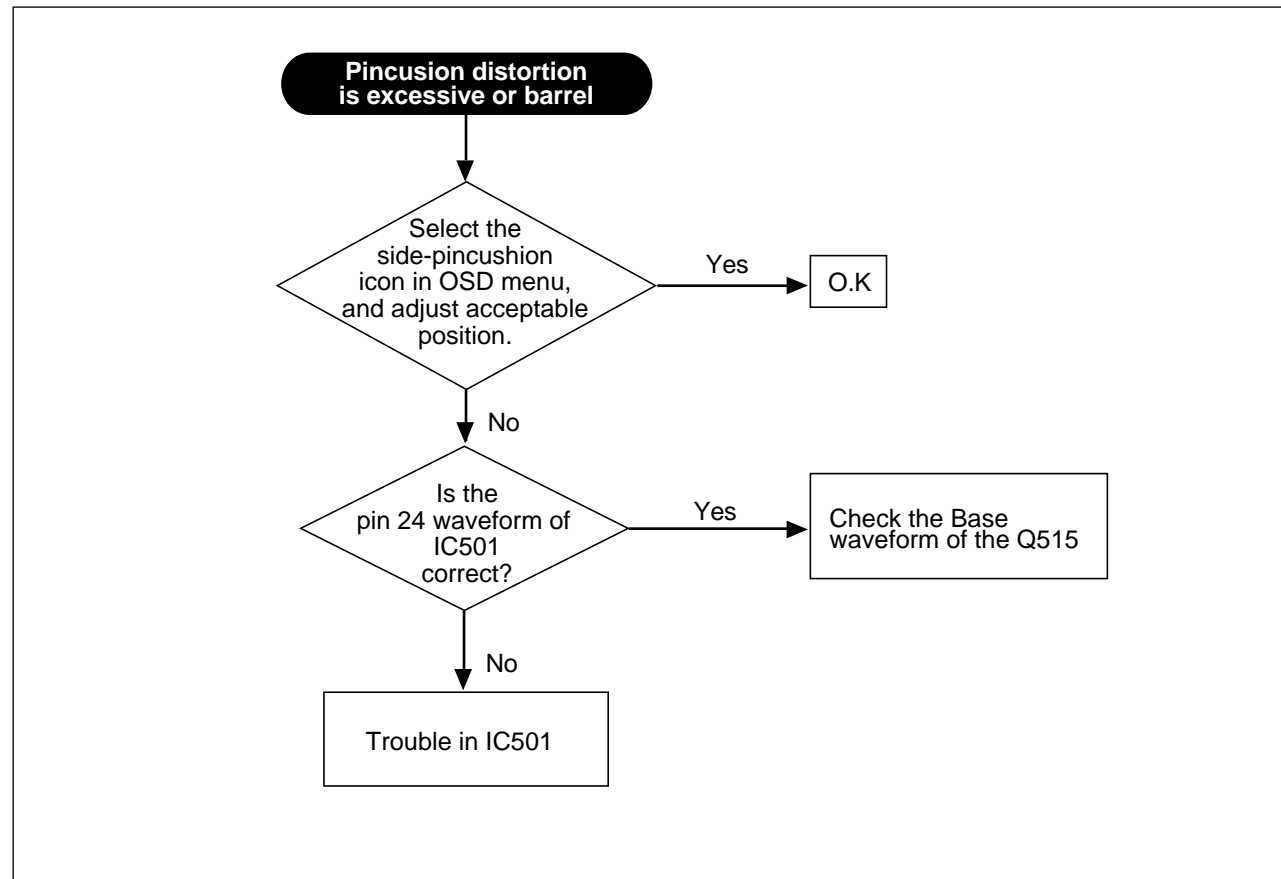 Pincusion distortion
is excessive or barrel
Select the
side-pincushion
icon in OSD menu,
and adjust acceptable
position.
Yes
O.K
No
Is the
pin 24 waveform of
IC501
correct?
Yes
Check the Base
waveform of the Q515
No
Trouble in IC501